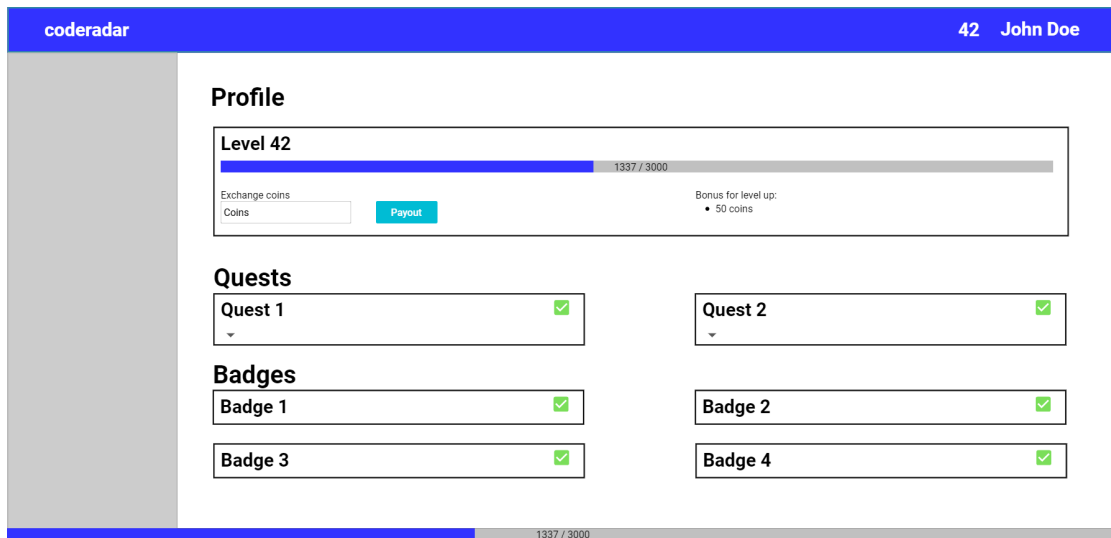 coderadar 42 John Doe
Profile
Level 42
1337 / 3000
Exchange coins
Coins
Payout
Bonus for level up:
• 50 coins
Quests
Quest 1
Quest 2
Badges
Badge 1
Badge 2
Badge 3
Badge 4
1337 / 3000